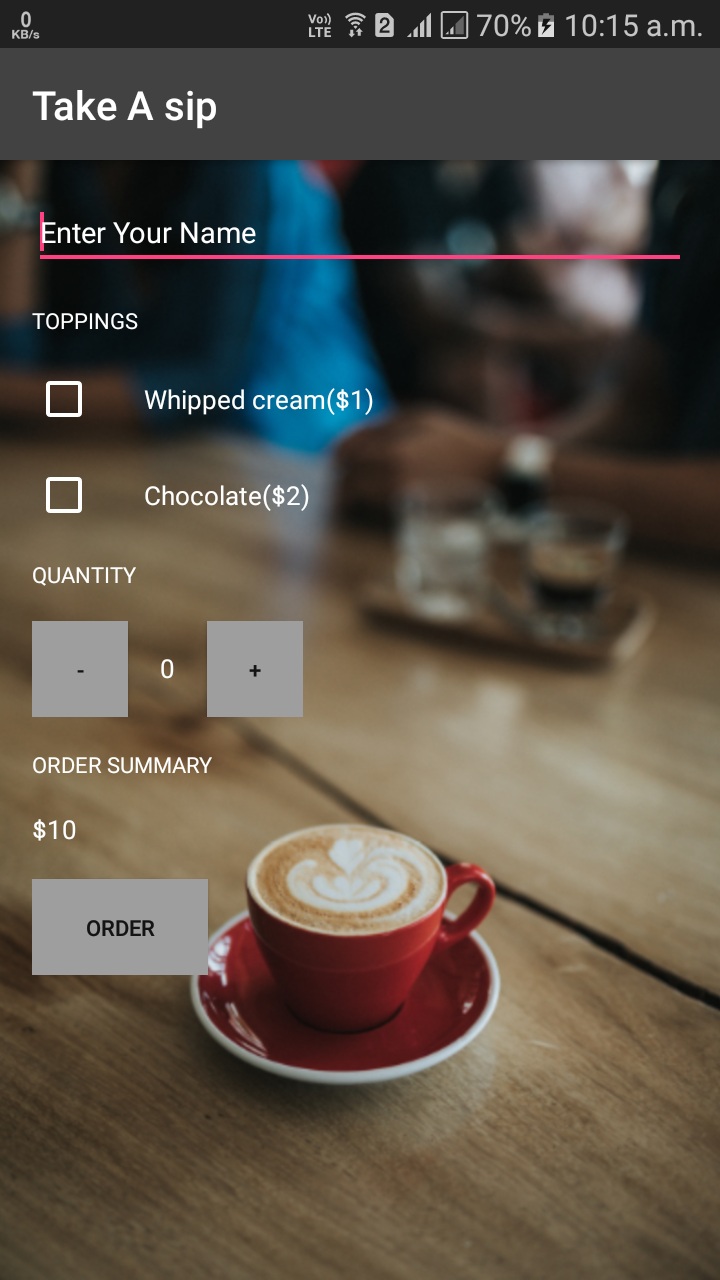 0
KB/s
Vo))
LTE
2
70%
10:15 a.m.
Take A sip
Enter Your Name
TOPPINGS
Whipped cream($1)
Chocolate($2)
QUANTITY
- 0 +
ORDER SUMMARY
$10
ORDER